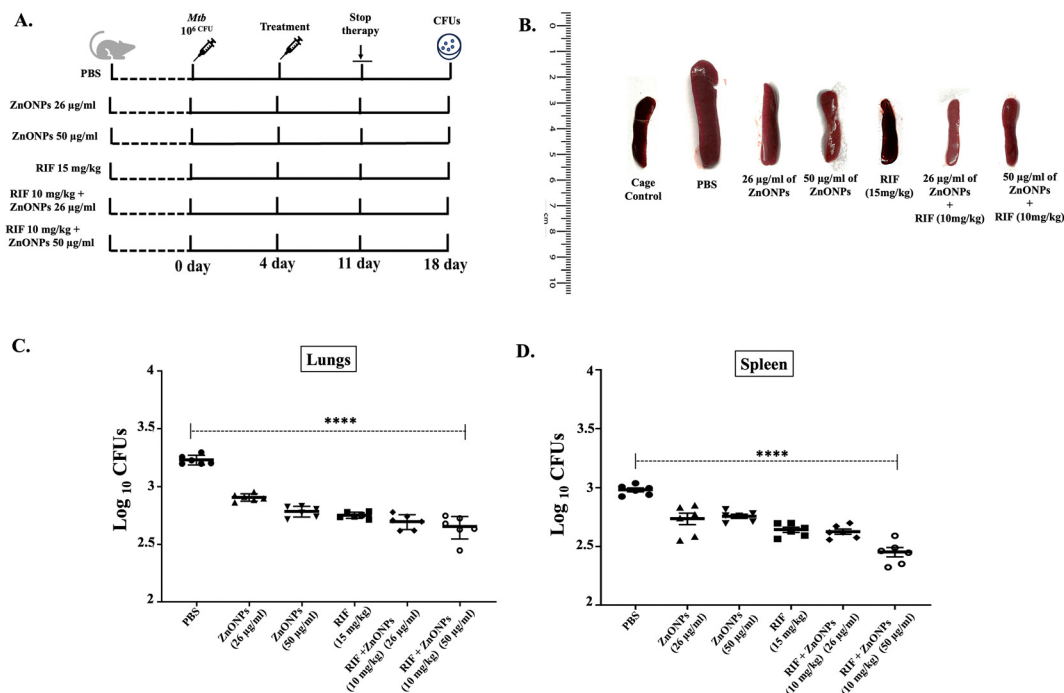 A.
Mtb
10⁶ CFU
Treatment
Stop
therapy
CFUs
PBS
ZnONPs 26 µg/ml
ZnONPs 50 µg/ml
RIF 15 mg/kg
RIF 10 mg/kg +
ZnONPs 26 µg/ml
RIF 10 mg/kg +
ZnONPs 50 µg/ml
0 day
4 day
11 day
18 day
B.
0
1
2
3
4
5
6
7
8
9
10
cm
Cage
Control
PBS
26 µg/ml of
ZnONPs
50 µg/ml of
ZnONPs
RIF
(15mg/kg)
26 µg/ml of
ZnONPs
+
RIF (10mg/kg)
50 µg/ml of
ZnONPs
+
RIF (10mg/kg)
C.
Lungs
Log 10 CFUs
4
3.5
3
2.5
2
****
PBS
ZnONPs
(26 µg/ml)
ZnONPs
(50 µg/ml)
RIF
(15 mg/kg)
RIF +ZnONPs
(10 mg/kg) (26 µg/ml)
RIF + ZnONPs
(10 mg/kg) (50 µg/ml)
D.
Spleen
Log 10 CFUs
4
3.5
3
2.5
2
****
PBS
ZnONPs
(26 µg/ml)
ZnONPs
(50 µg/ml)
RIF
(15 mg/kg)
RIF + ZnONPs
(10 mg/kg) (26 µg/ml)
RIF + ZnONPs
(10 mg/kg) (50 µg/ml)